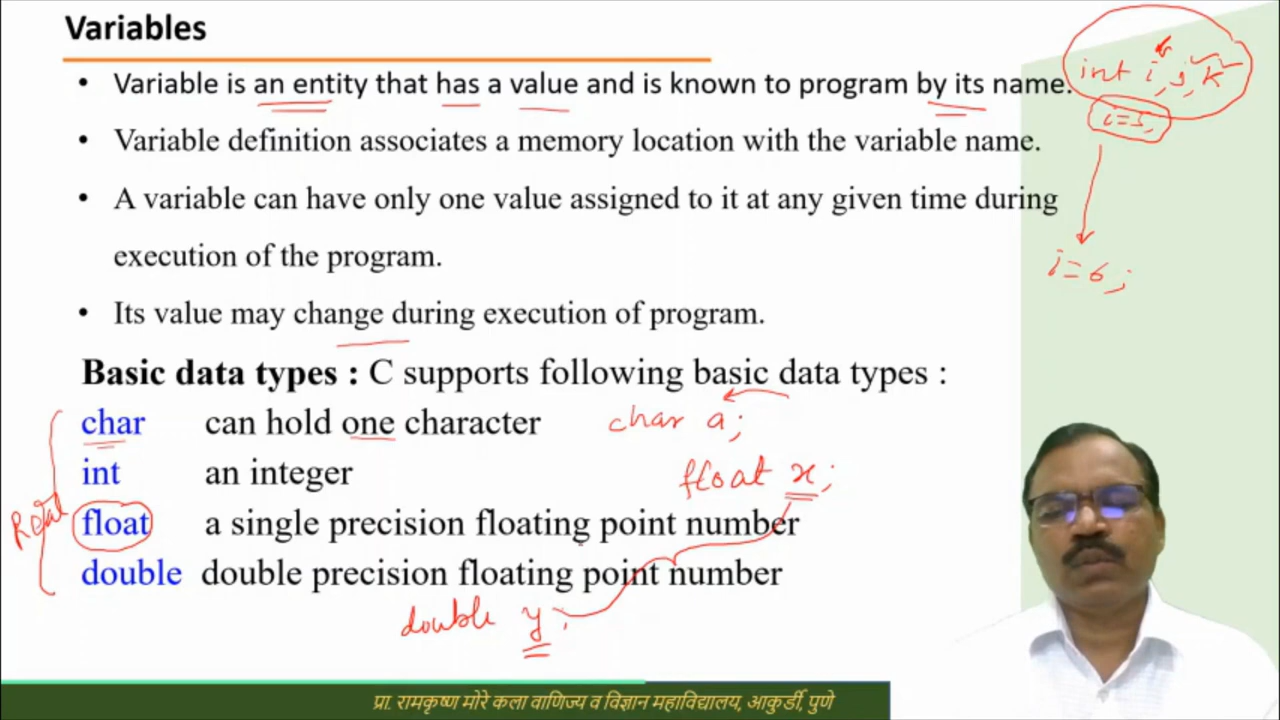 Variables
• Variable is an entity that has a value and is known to program by its name.
int i, j, k
i=5;
• Variable definition associates a memory location with the variable name.
• A variable can have only one value assigned to it at any given time during
execution of the program.
i=6;
• Its value may change during execution of program.
Basic data types : C supports following basic data types :
char can hold one character char a;
int an integer float x;
float a single precision floating point number
double double precision floating point number
double y;
प्रा. रामकृष्ण मोरे कला वाणिज्य व विज्ञान महाविद्यालय, आकुर्डी, पुणे